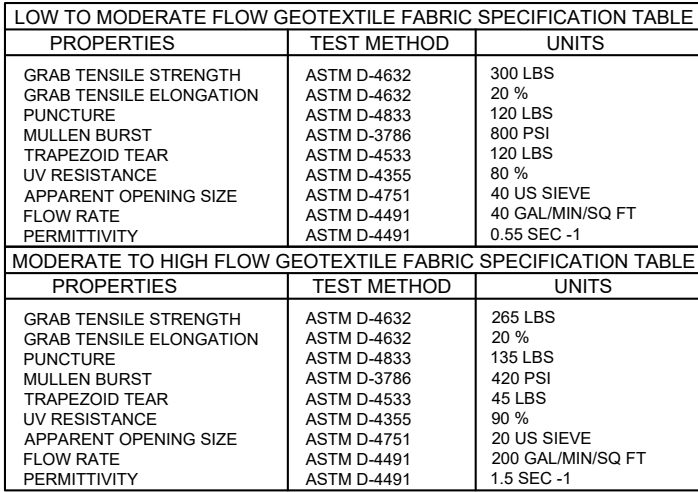 LOW TO MODERATE FLOW GEOTEXTILE FABRIC SPECIFICATION TABLE
PROPERTIES TEST METHOD UNITS
GRAB TENSILE STRENGTH ASTM D-4632 300 LBS
GRAB TENSILE ELONGATION ASTM D-4632 20 %
PUNCTURE ASTM D-4833 120 LBS
MULLEN BURST ASTM D-3786 800 PSI
TRAPEZOID TEAR ASTM D-4533 120 LBS
UV RESISTANCE ASTM D-4355 80 %
APPARENT OPENING SIZE ASTM D-4751 40 US SIEVE
FLOW RATE ASTM D-4491 40 GAL/MIN/SQ FT
PERMITTIVITY ASTM D-4491 0.55 SEC -1
MODERATE TO HIGH FLOW GEOTEXTILE FABRIC SPECIFICATION TABLE
PROPERTIES TEST METHOD UNITS
GRAB TENSILE STRENGTH ASTM D-4632 265 LBS
GRAB TENSILE ELONGATION ASTM D-4632 20 %
PUNCTURE ASTM D-4833 135 LBS
MULLEN BURST ASTM D-3786 420 PSI
TRAPEZOID TEAR ASTM D-4533 45 LBS
UV RESISTANCE ASTM D-4355 90 %
APPARENT OPENING SIZE ASTM D-4751 20 US SIEVE
FLOW RATE ASTM D-4491 200 GAL/MIN/SQ FT
PERMITTIVITY ASTM D-4491 1.5 SEC -1